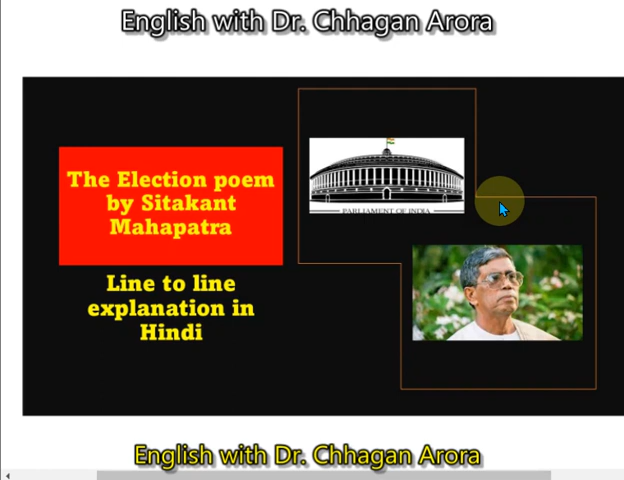 English with Dr. Chhagan Arora
The Election poem
by Sitakant
Mahapatra
PARLIAMENT OF INDIA
Line to line
explanation in
Hindi
English with Dr. Chhagan Arora